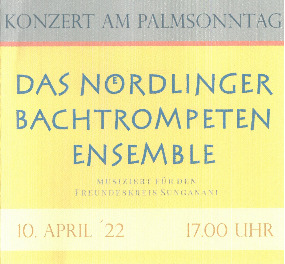 KONZERT AM PALMSONNTAG
DAS NÖRDLINGER
BACHTROMPETEN
ENSEMBLE
MUSIZIERT FÜR DEN
FREUNDESKREIS SUNGANANI
10. APRIL ´22 17.00 UHR